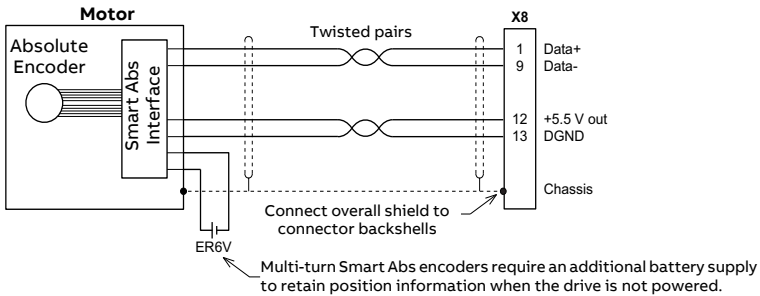 Motor
X8
Absolute
Encoder
Smart Abs
Interface
Twisted pairs
1 Data+
9 Data-
12 +5.5 V out
13 DGND
Chassis
Connect overall shield to
connector backshells
ER6V
Multi-turn Smart Abs encoders require an additional battery supply
to retain position information when the drive is not powered.